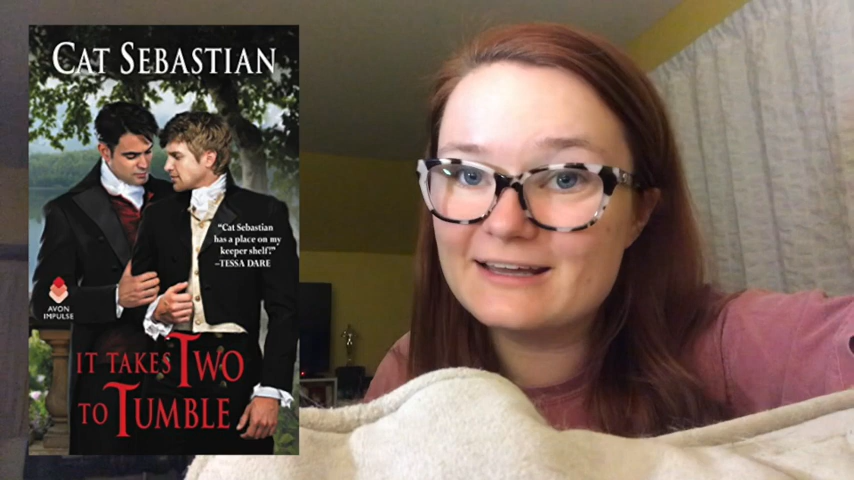 CAT SEBASTIAN
"Cat Sebastian
has a place on my
keeper shelf!"
–TESSA DARE
AVON
IMPULSE
IT TAKES TWO
TO TUMBLE